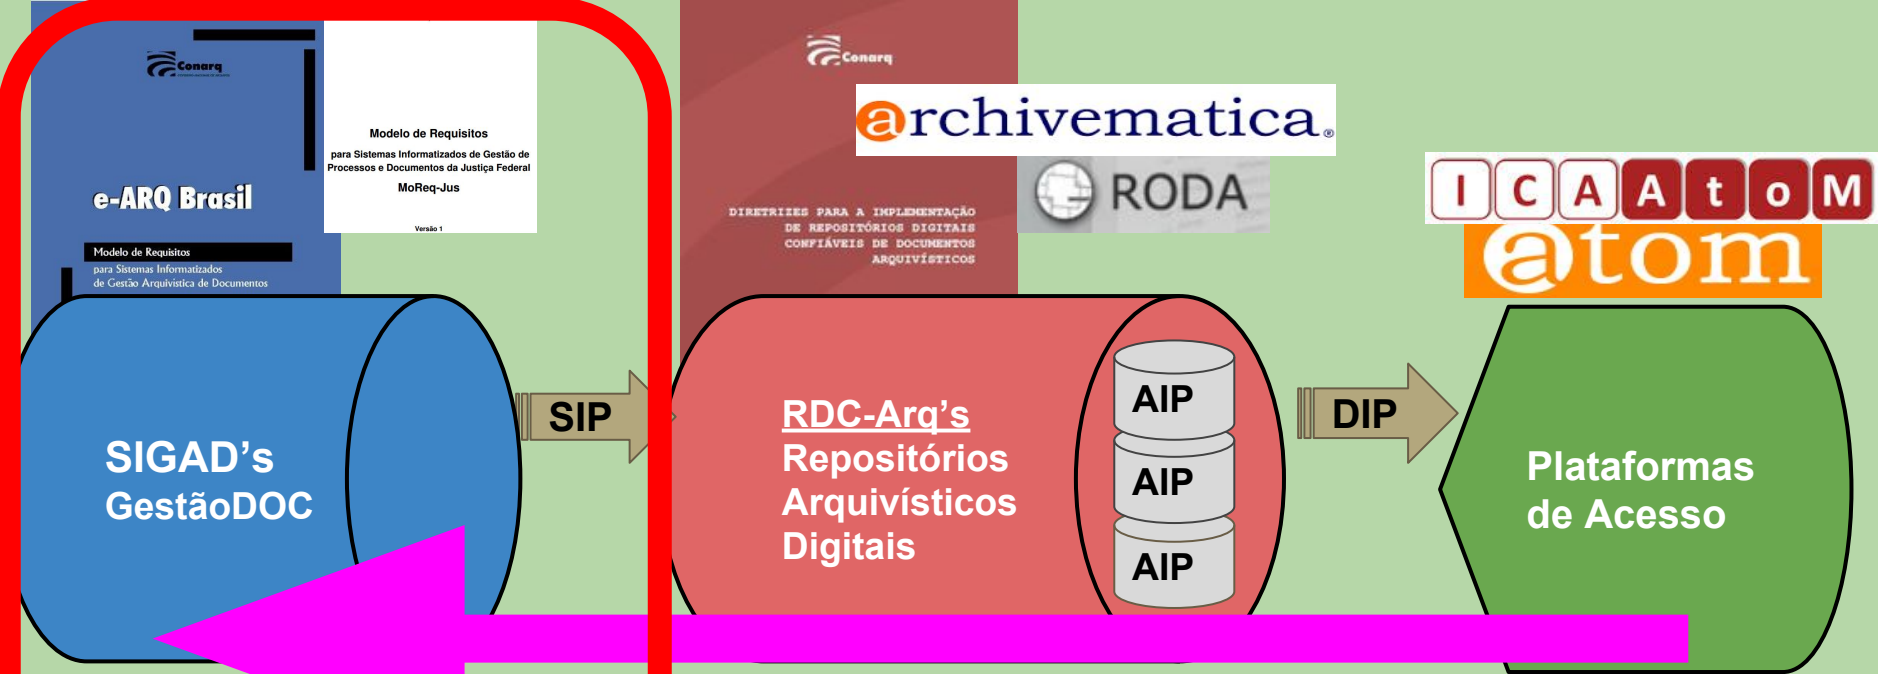 Conarq
e-ARQ Brasil
Modelo de Requisitos
para Sistemas Informatizados
de Gestão Arquivística de Documentos
Modelo de Requisitos
para Sistemas Informatizados de Gestão de
Processos e Documentos da Justiça Federal
MoReq-Jus
Versão 1
Conarq
DIRETRIZES PARA A IMPLEMENTAÇÃO
DE REPOSITÓRIOS DIGITAIS
CONFIÁVEIS DE DOCUMENTOS
ARQUIVÍSTICOS
archivematica®
RODA
ICAAtoM
atom
SIGAD's
GestãoDOC
SIP
RDC-Arq's
Repositórios
Arquivísticos
Digitais
AIP
AIP
AIP
DIP
Plataformas
de Acesso